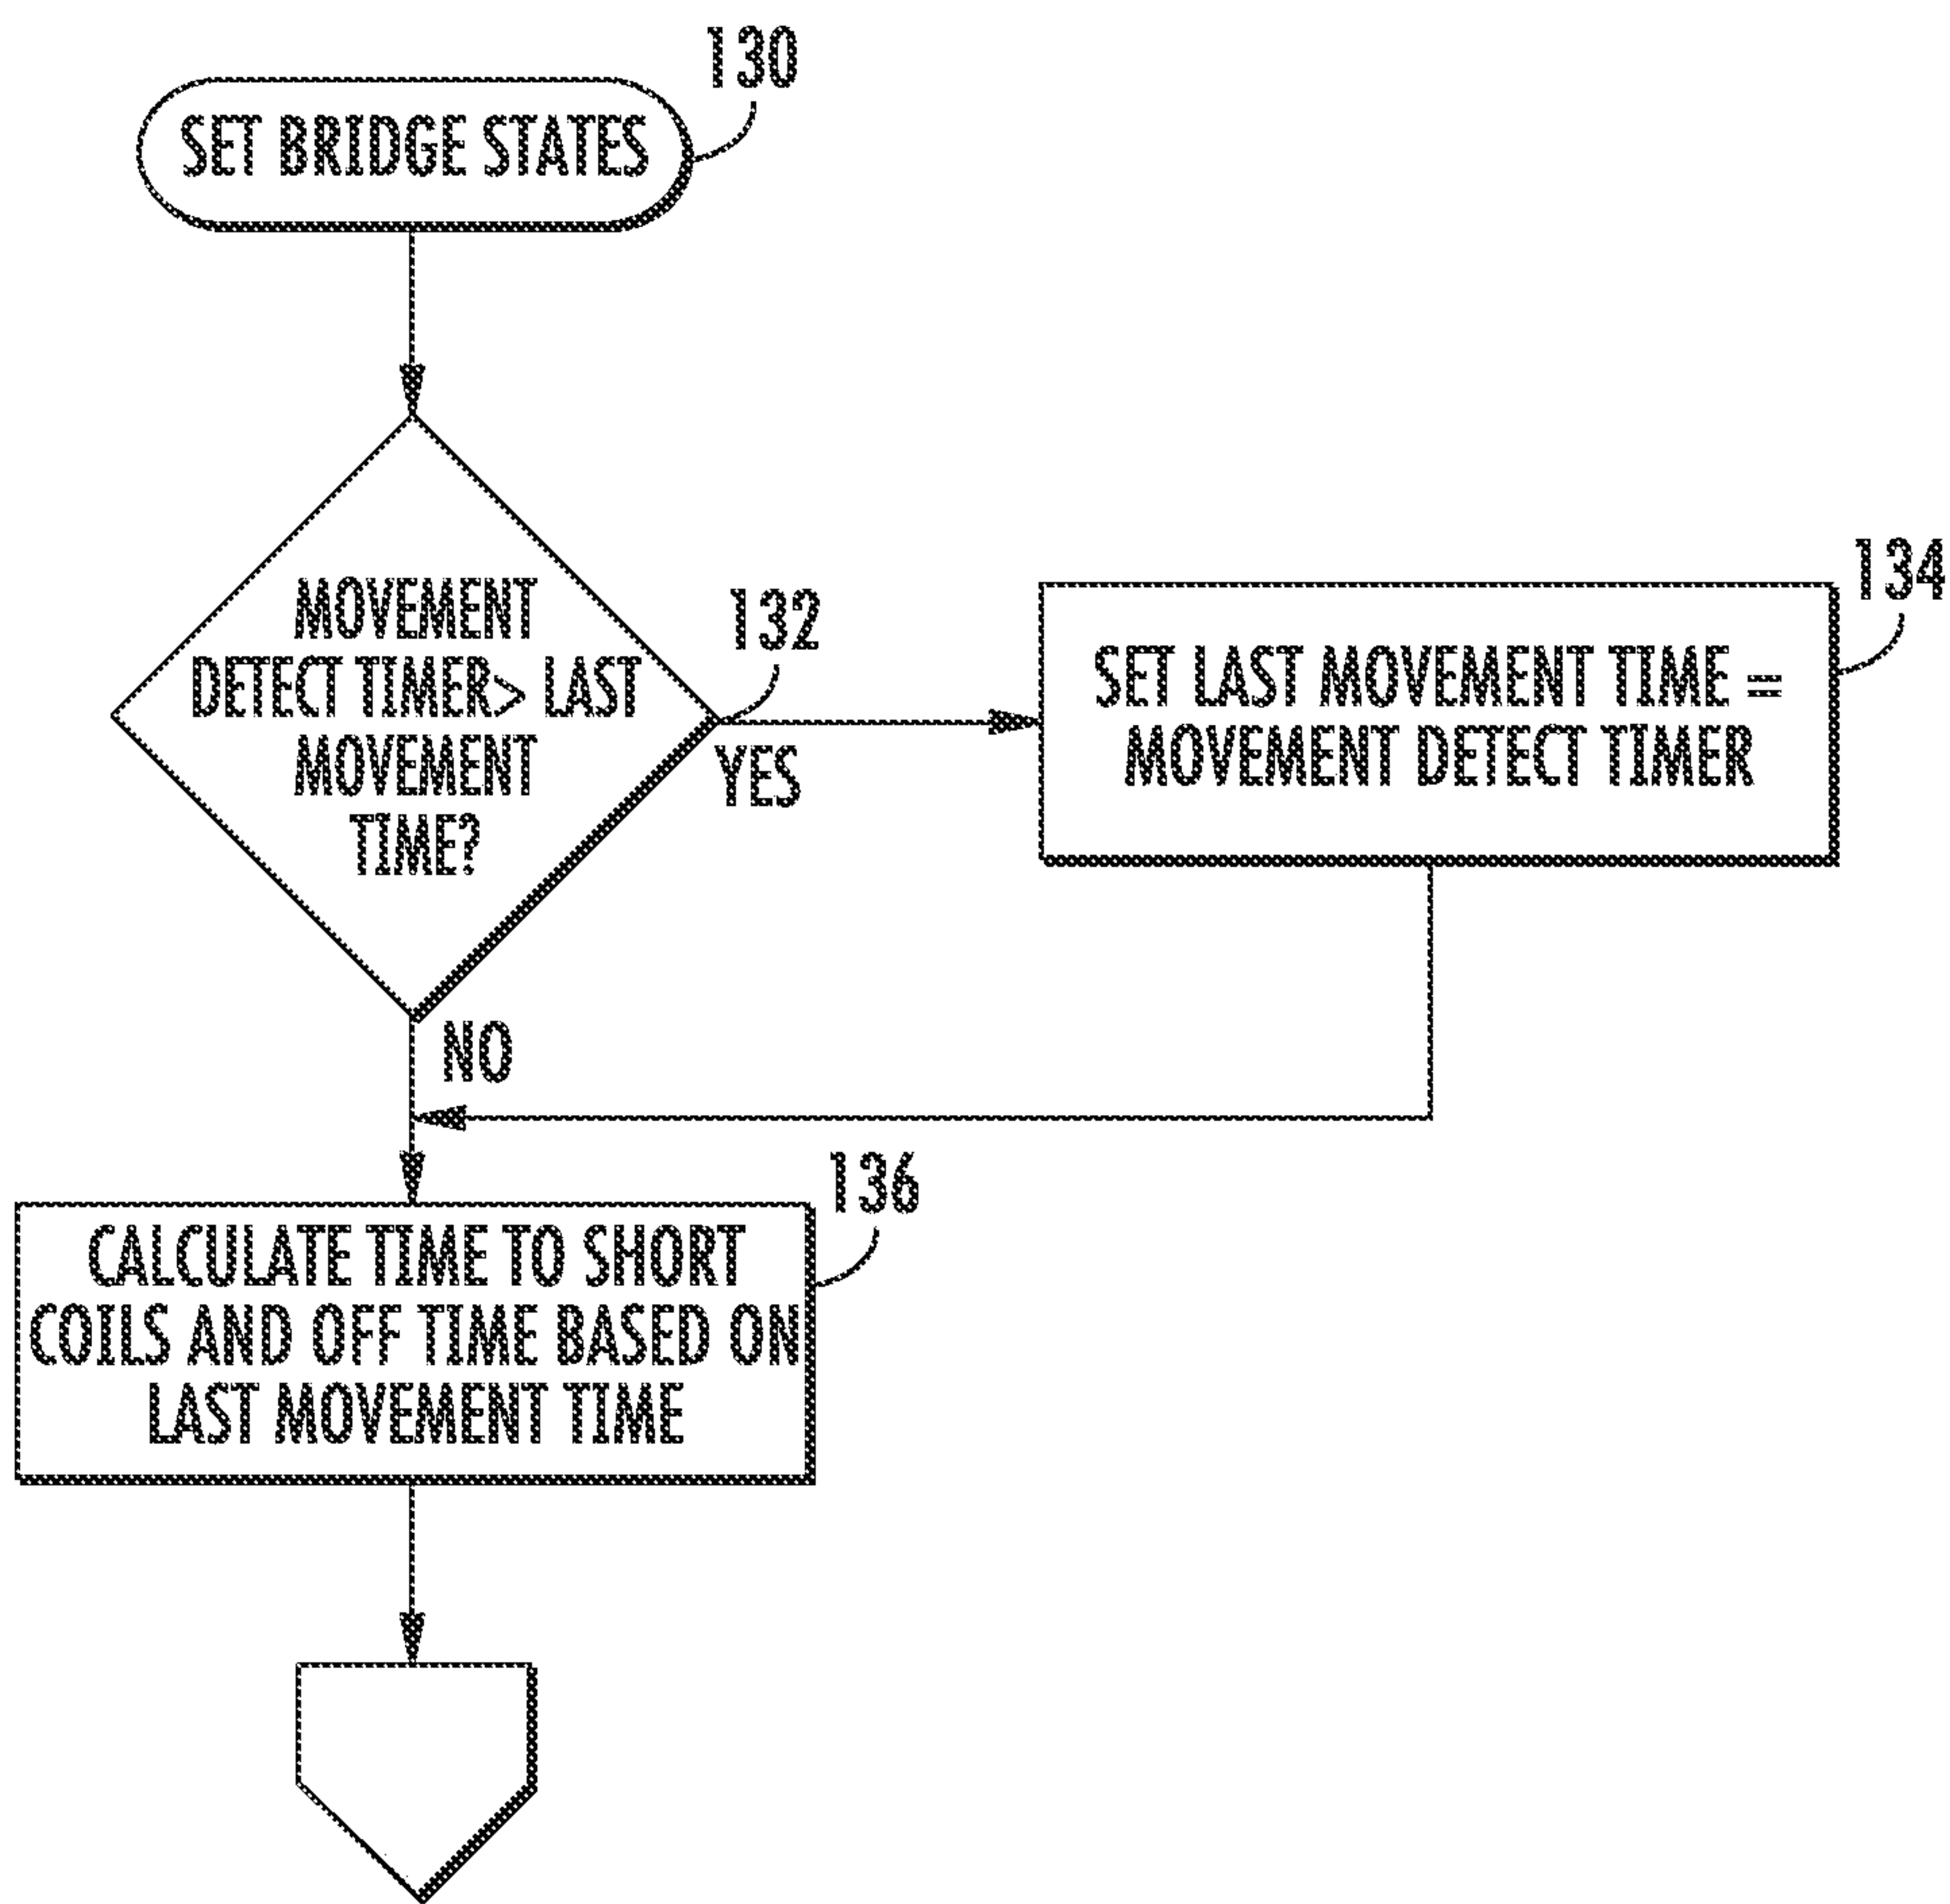 130
SET BRIDGE STATES
MOVEMENT
DETECT TIMER> LAST
MOVEMENT
TIME?
132
YES
134
SET LAST MOVEMENT TIME =
MOVEMENT DETECT TIMER
NO
136
CALCULATE TIME TO SHORT
COILS AND OFF TIME BASED ON
LAST MOVEMENT TIME